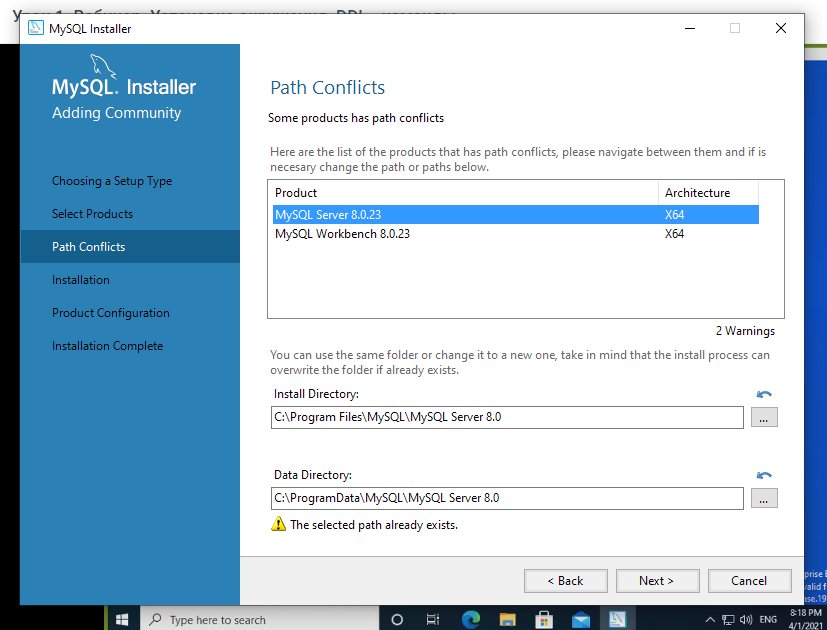 MySQL Installer
MySQL. Installer
Adding Community
Choosing a Setup Type
Select Products
Path Conflicts
Installation
Product Configuration
Installation Complete
Path Conflicts
Some products has path conflicts
Here are the list of the products that has path conflicts, please navigate between them and if is
necesary change the path or paths below.
Product Architecture
MySQL Server 8.0.23 X64
MySQL Workbench 8.0.23 X64
2 Warnings
You can use the same folder or change it to a new one, take in mind that the install process can
overwrite the folder if already exists.
Install Directory:
C:\Program Files\MySQL\MySQL Server 8.0
...
Data Directory:
C:\ProgramData\MySQL\MySQL Server 8.0
...
The selected path already exists.
< Back Next > Cancel
Type here to search
ENG
8:18 PM
4/1/2021